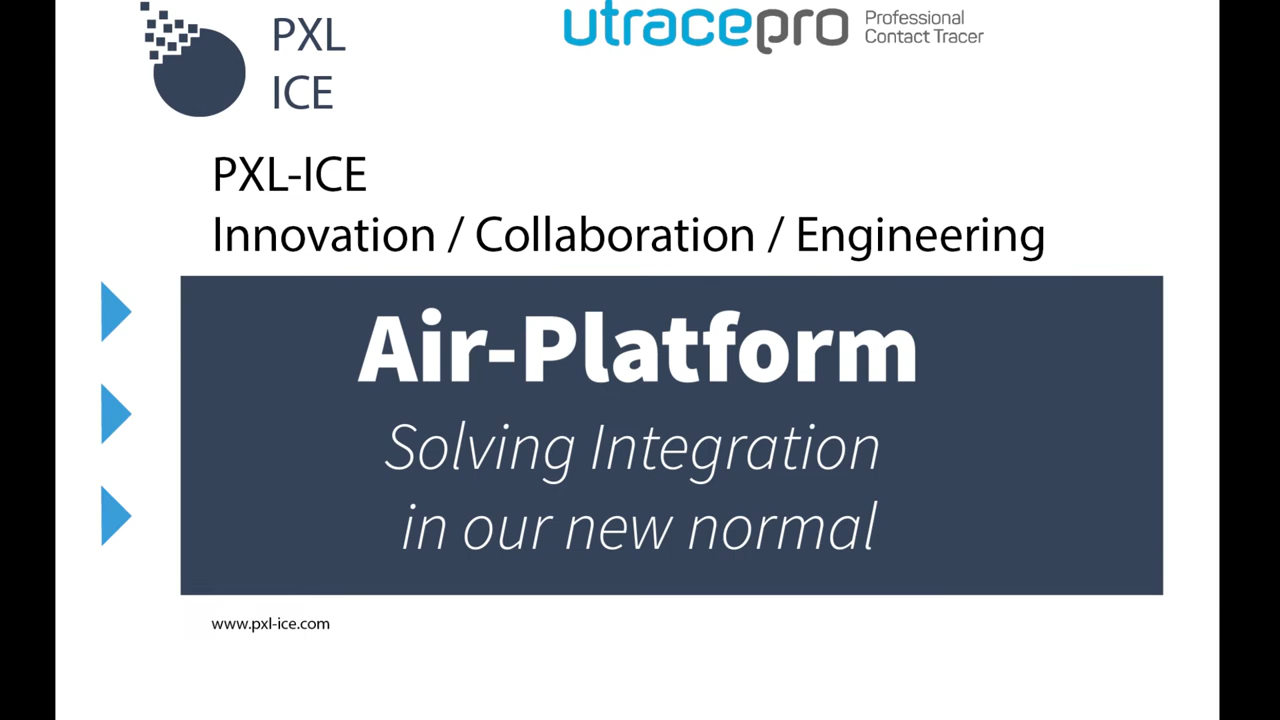 PXL
ICE
utracepro
Professional
Contact Tracer
PXL-ICE
Innovation / Collaboration / Engineering
Air-Platform
Solving Integration
in our new normal
www.pxl-ice.com